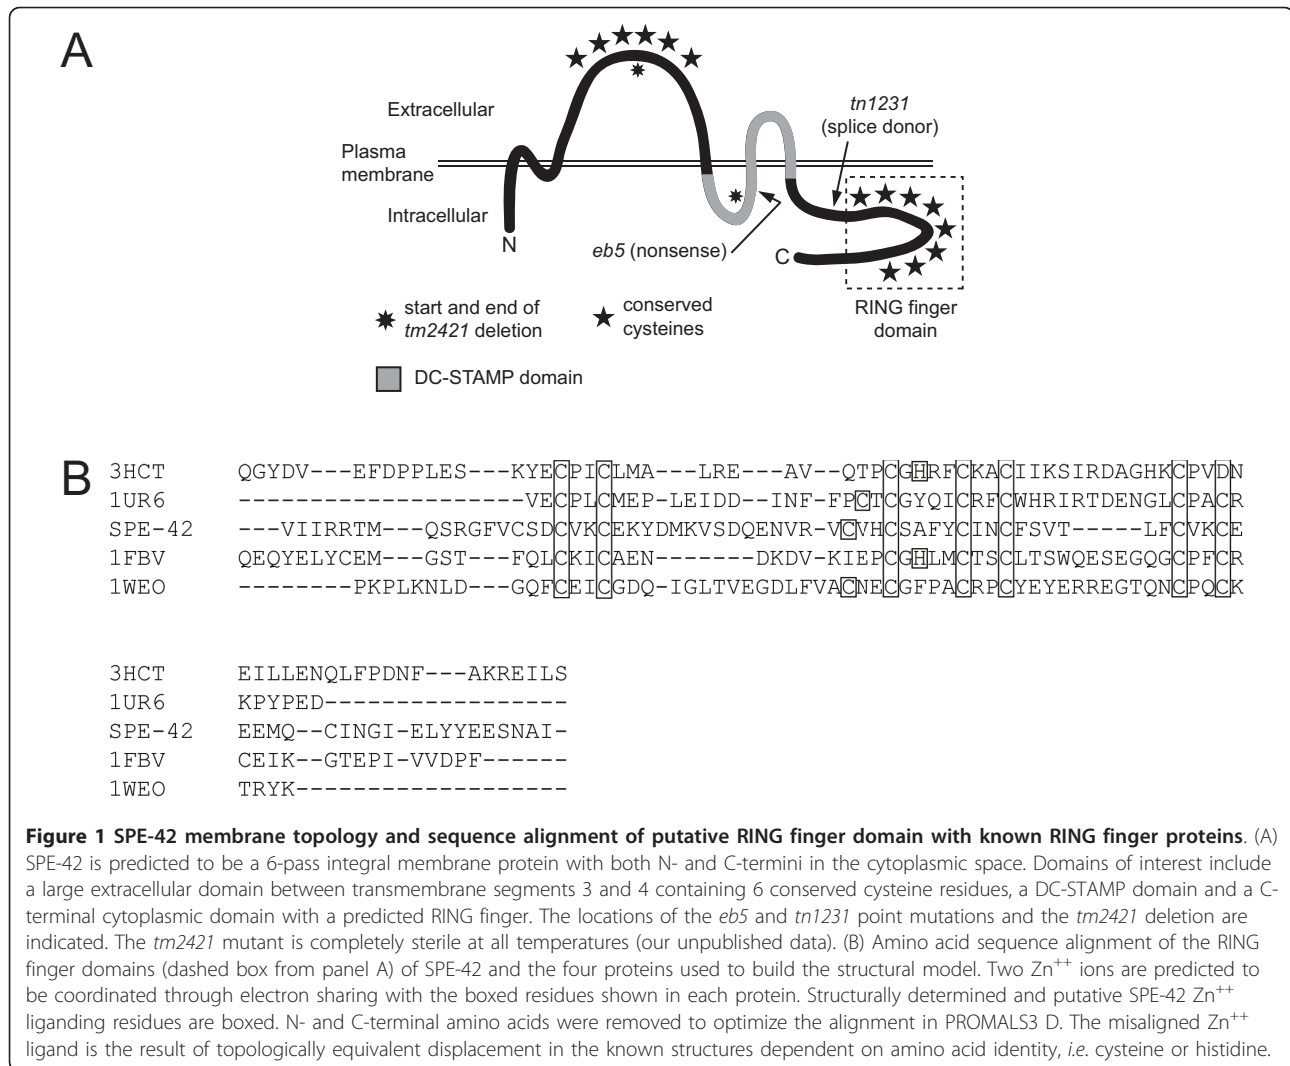 A
Extracellular
Plasma
membrane
Intracellular
N
tn1231
(splice donor)
eb5 (nonsense)
C
RING finger
domain
start and end of
tm2421 deletion
conserved
cysteines
DC-STAMP domain
B
3HCT QGYDV---EFDPPLES---KYECPICLMA---LRE---AV--QTPCGHRFCKACIIKSIRDAGHKCPVDN
1UR6 --------------------VECPLCMEP-LEIDD--INF-FPCTCGYQICRFCWHRIRTDENGLCPACR
SPE-42 ---VIIRRTM---QSRGFVCSDCVKCEKYDMKVSDQENVR-VCVHCSAFYCINCFSVT-----LFCVKCE
1FBV QEQYELYCEM---GST---FQLCKICAEN-------DKDV-KIEPCGHLMCTSCLTSWQESEGQGCPFCR
1WEO --------PKPLKNLD---GQFCEICGDQ-IGLTVEGDLFVACNECGFPACRPCYEYERREGTQNCPQCK
3HCT EILLENQLFPDNF---AKREILS
1UR6 KPYPED-----------------
SPE-42 EEMQ--CINGI-ELYYEESNAI-
1FBV CEIK--GTEPI-VVDPF------
1WEO TRYK-------------------
Figure 1 SPE-42 membrane topology and sequence alignment of putative RING finger domain with known RING finger proteins. (A)
SPE-42 is predicted to be a 6-pass integral membrane protein with both N- and C-termini in the cytoplasmic space. Domains of interest include
a large extracellular domain between transmembrane segments 3 and 4 containing 6 conserved cysteine residues, a DC-STAMP domain and a C-
terminal cytoplasmic domain with a predicted RING finger. The locations of the eb5 and tn1231 point mutations and the tm2421 deletion are
indicated. The tm2421 mutant is completely sterile at all temperatures (our unpublished data). (B) Amino acid sequence alignment of the RING
finger domains (dashed box from panel A) of SPE-42 and the four proteins used to build the structural model. Two Zn++ ions are predicted to
be coordinated through electron sharing with the boxed residues shown in each protein. Structurally determined and putative SPE-42 Zn++
liganding residues are boxed. N- and C-terminal amino acids were removed to optimize the alignment in PROMALS3 D. The misaligned Zn++
ligand is the result of topologically equivalent displacement in the known structures dependent on amino acid identity, i.e. cysteine or histidine.